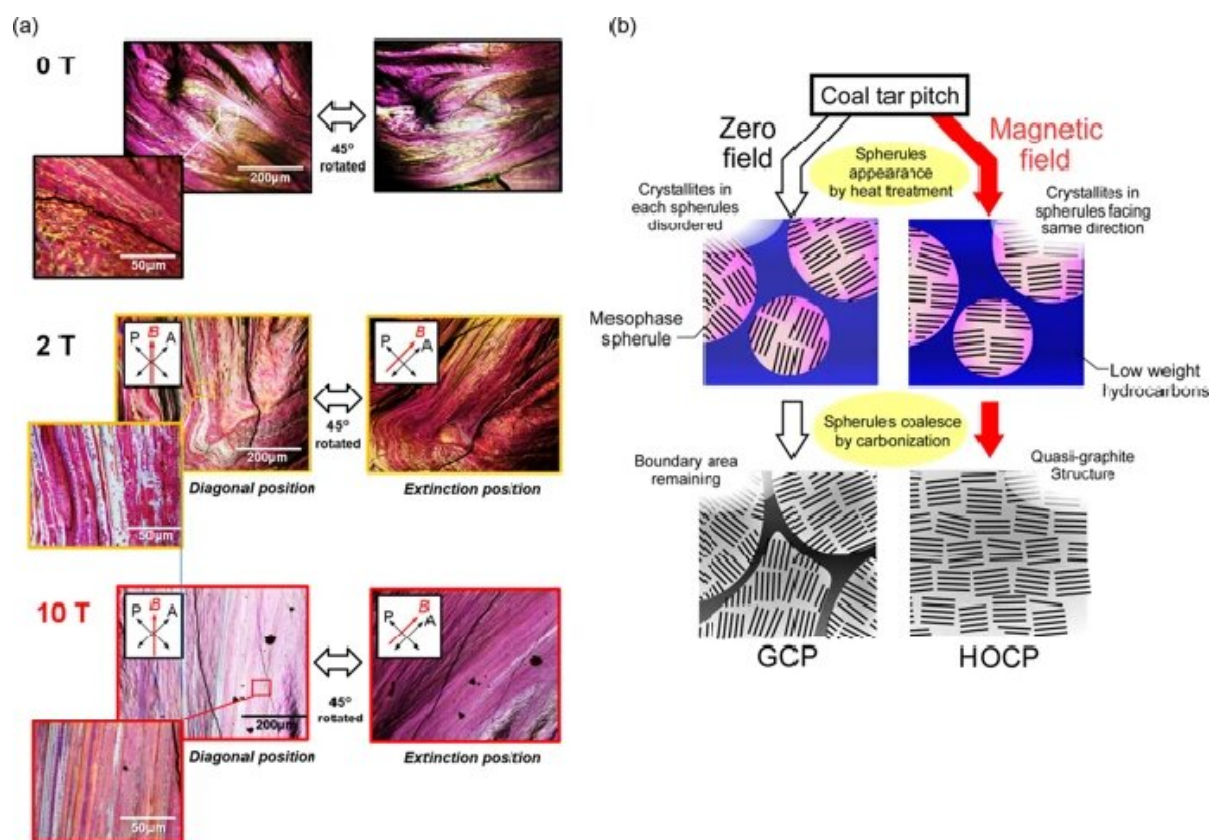 (a)
0 T
200µm
45°
rotated
50µm
2 T
P
B
A
200µm
45°
rotated
P
B
A
50µm
Diagonal position
Extinction position
10 T
P
B
A
200µm
45°
rotated
P
B
A
50µm
Diagonal position
Extinction position
(b)
Coal tar pitch
Zero
field
Magnetic
field
Spherules
appearance
by heat treatment
Crystallites in
each spherules
disordered
Crystallites in
spherules facing
same direction
Mesophase
spherule
Low weight
hydrocarbons
Spherules coalesce
by carbonization
Boundary area
remaining
Quasi-graphite
Structure
GCP
HOCP